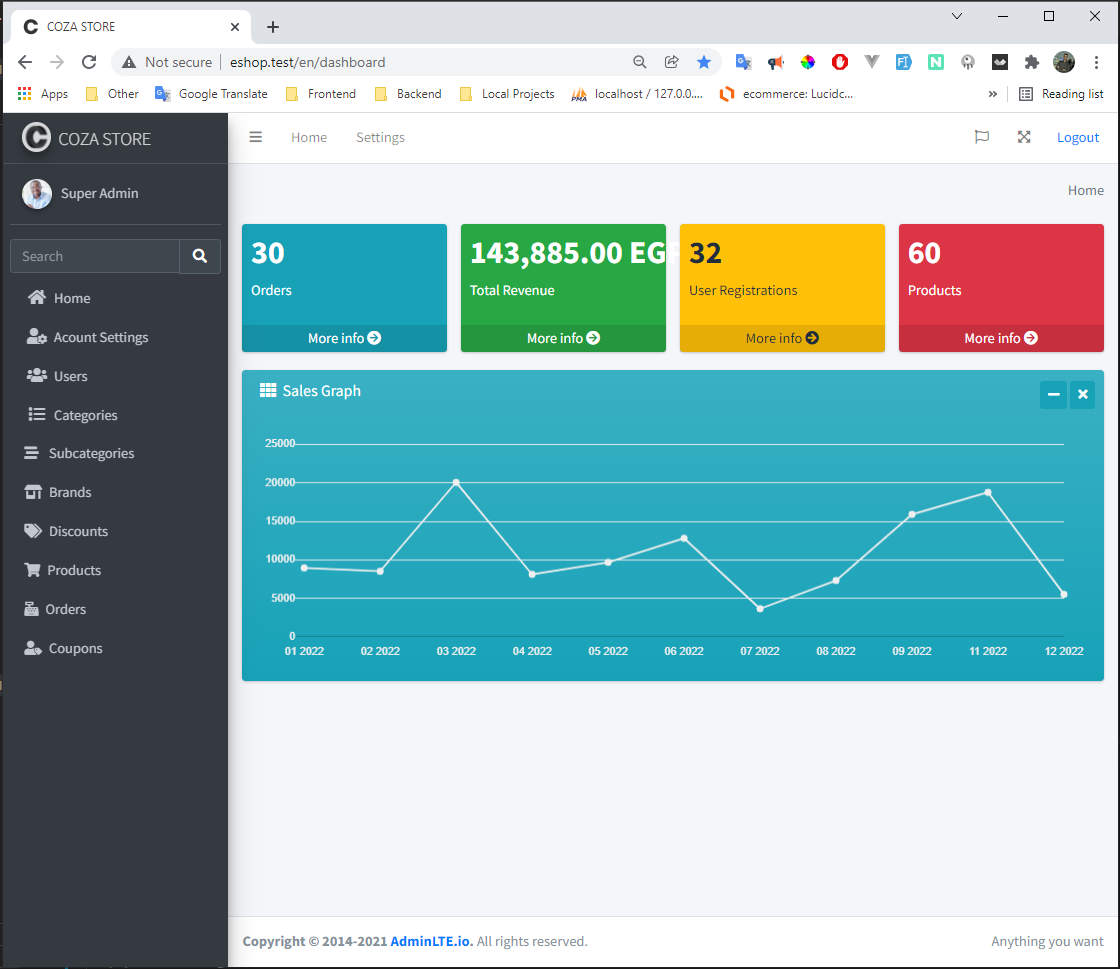 COZA STORE
Not secure eshop.test/en/dashboard
Apps Other Google Translate Frontend Backend Local Projects PMA localhost / 127.0.0.... ecommerce: Lucidc... » Reading list
COZA STORE
Home Settings Logout
Super Admin
Home
Search
Home
Acount Settings
Users
Categories
Subcategories
Brands
Discounts
Products
Orders
Coupons
30
Orders
More info
143,885.00 EGP
Total Revenue
More info
32
User Registrations
More info
60
Products
More info
Sales Graph
25000
20000
15000
10000
5000
0
01 2022 02 2022 03 2022 04 2022 05 2022 06 2022 07 2022 08 2022 09 2022 11 2022 12 2022
Copyright © 2014-2021 AdminLTE.io. All rights reserved. Anything you want